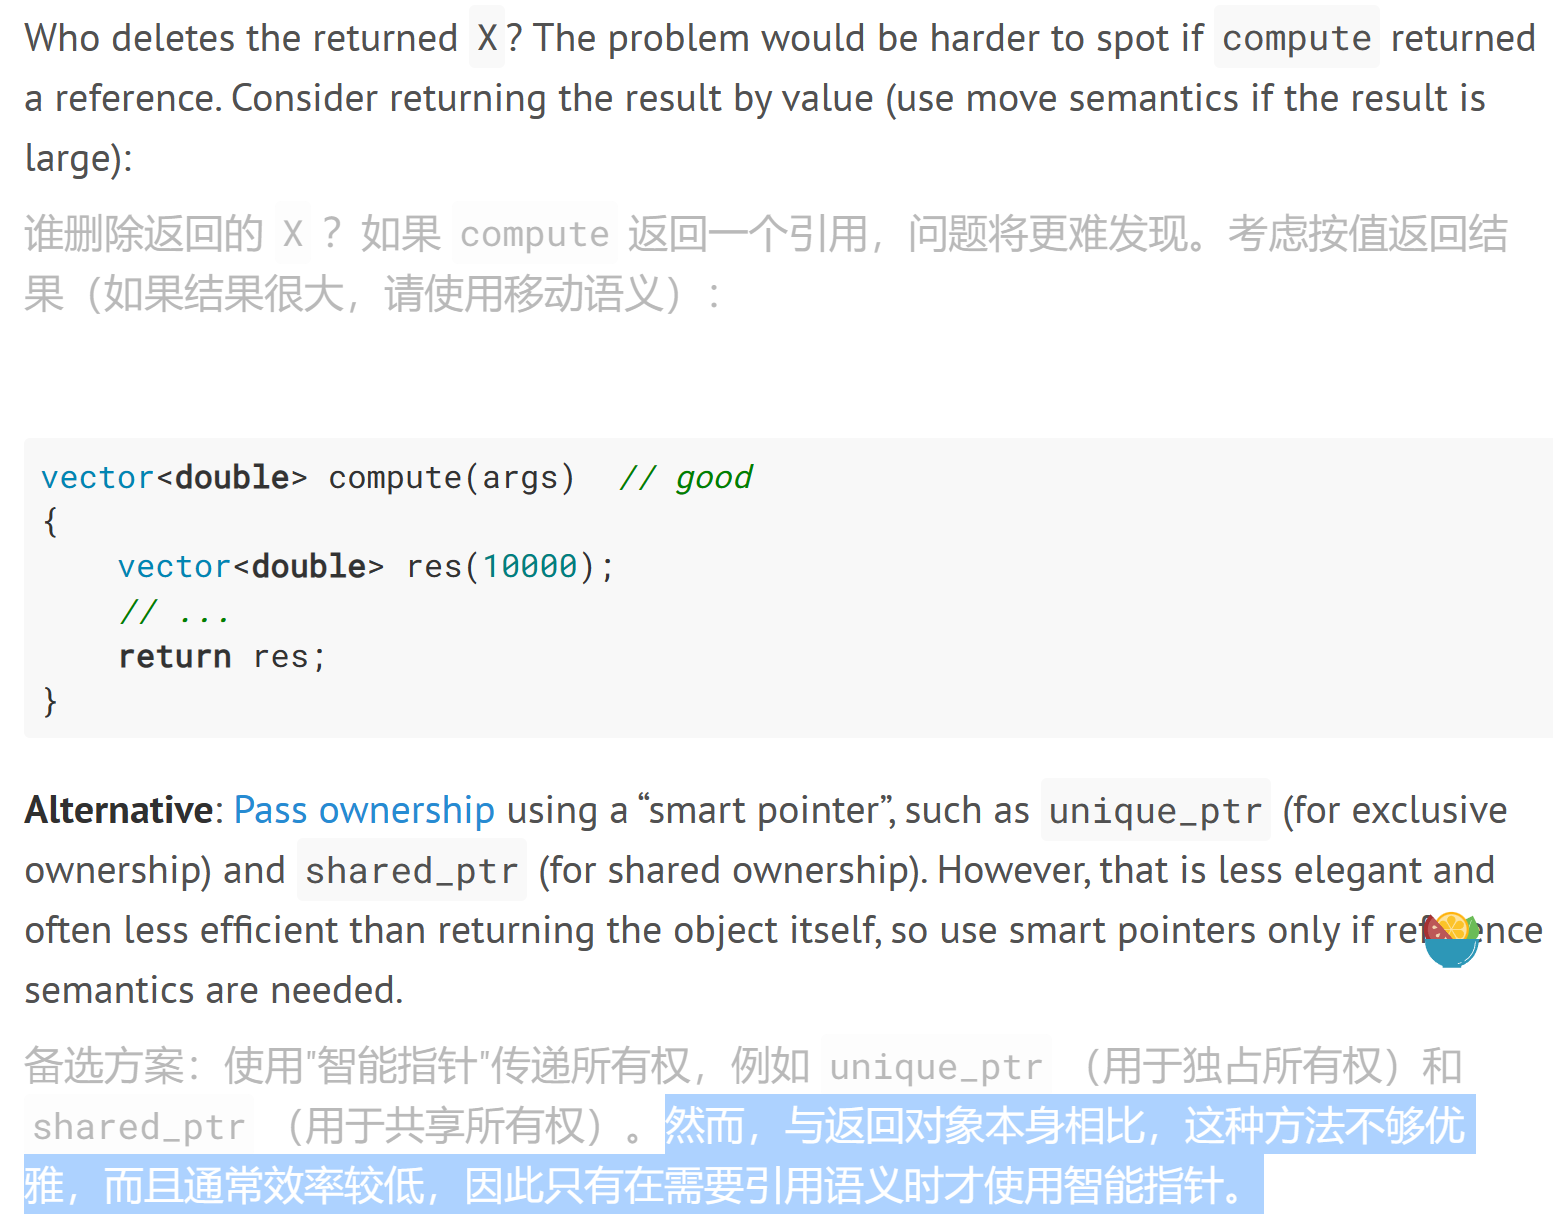 Who deletes the returned X? The problem would be harder to spot if compute returned
a reference. Consider returning the result by value (use move semantics if the result is
large):
谁删除返回的 X ？如果 compute 返回一个引用，问题将更难发现。考虑按值返回结
果（如果结果很大，请使用移动语义）：
vector<double> compute(args)  // good
{
    vector<double> res(10000);
    // ...
    return res;
}
Alternative: Pass ownership using a “smart pointer”, such as unique_ptr (for exclusive
ownership) and shared_ptr (for shared ownership). However, that is less elegant and
often less efficient than returning the object itself, so use smart pointers only if reference
semantics are needed.
备选方案：使用"智能指针"传递所有权，例如 unique_ptr （用于独占所有权）和
shared_ptr （用于共享所有权）。然而，与返回对象本身相比，这种方法不够优
雅，而且通常效率较低，因此只有在需要引用语义时才使用智能指针。